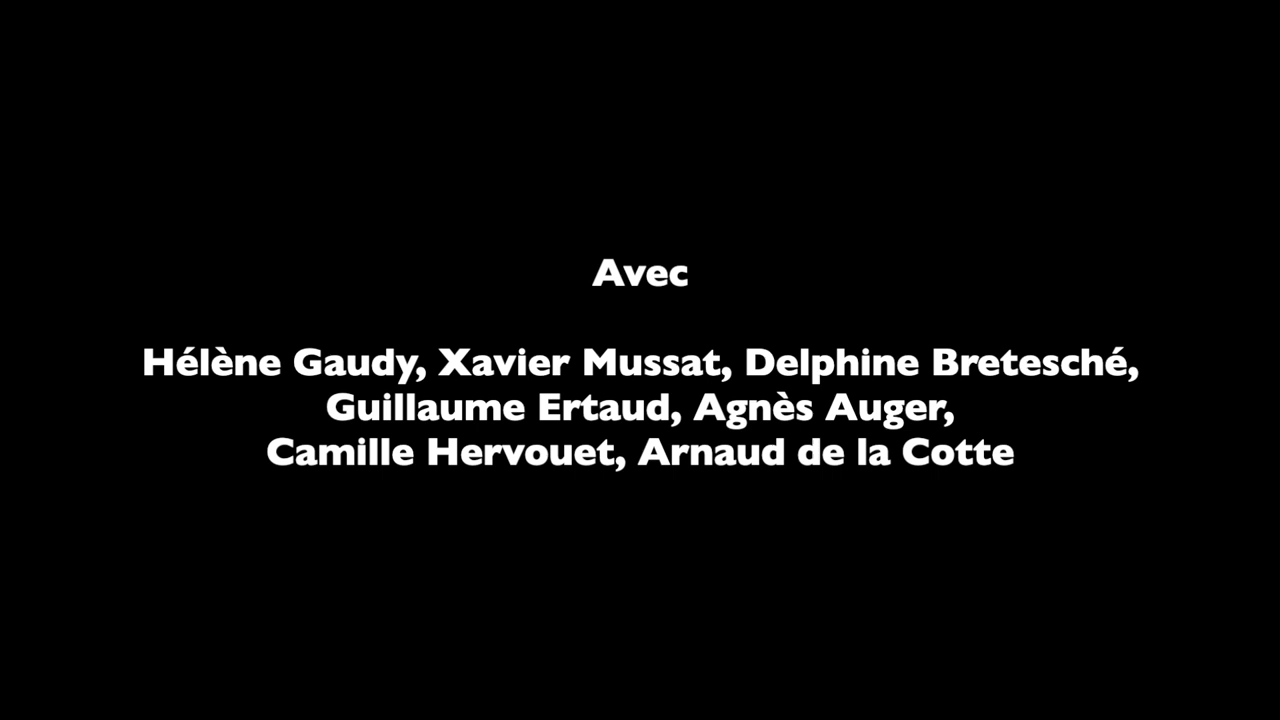 Avec
Hélène Gaudy, Xavier Mussat, Delphine Bretesché,
Guillaume Ertaud, Agnès Auger,
Camille Hervouet, Arnaud de la Cotte